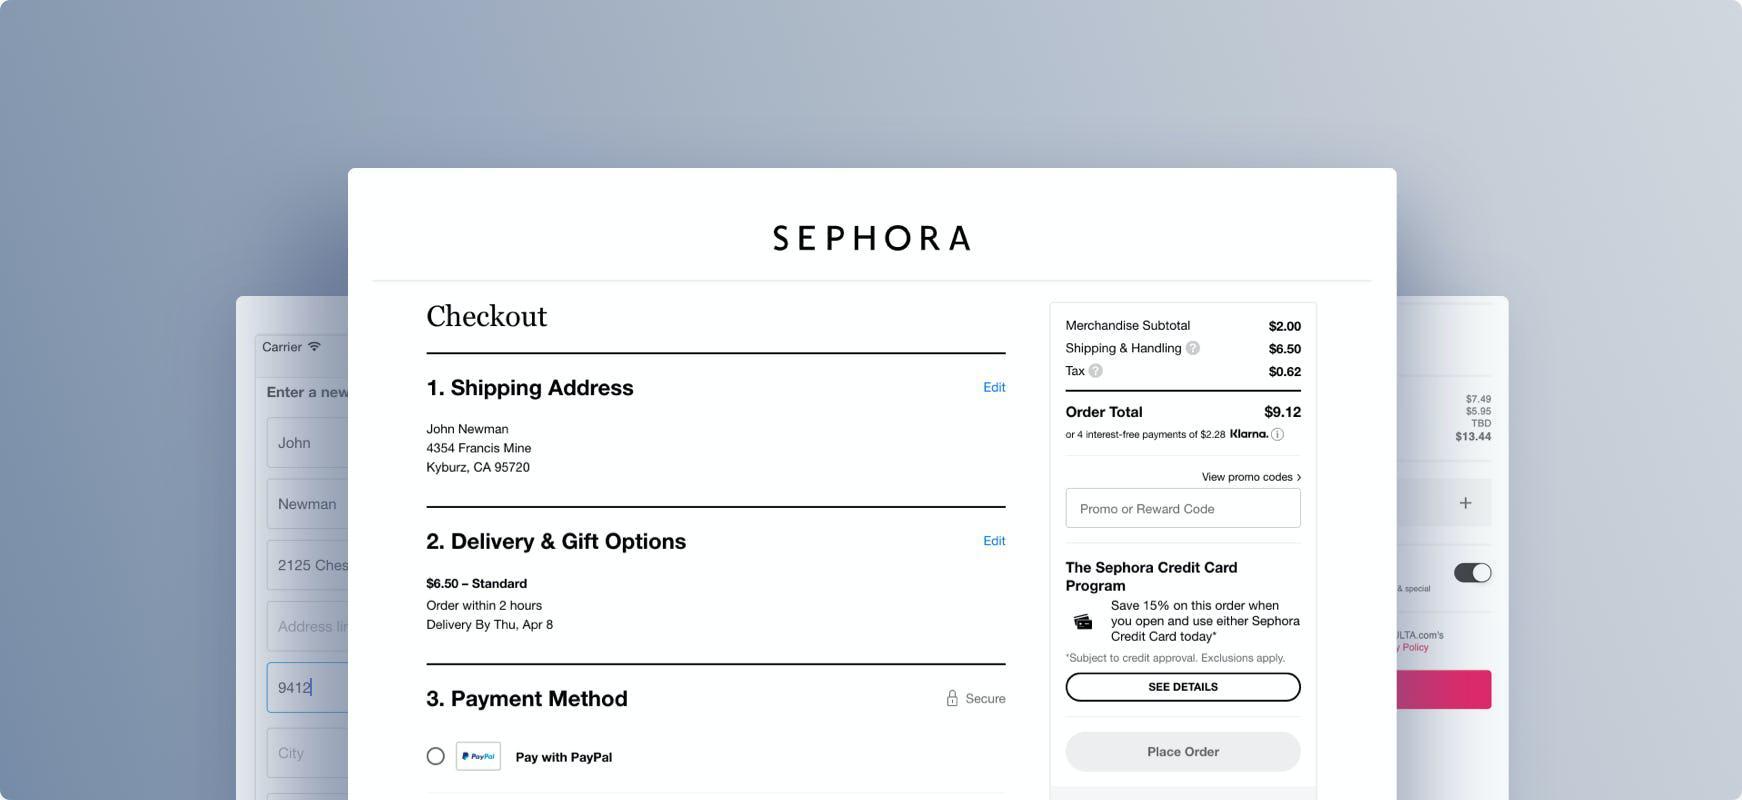 SEPHORA
Checkout
1. Shipping Address
Edit
John Newman
4354 Francis Mine
Kyburz, CA 95720
2. Delivery & Gift Options
Edit
$6.50 – Standard
Order within 2 hours
Delivery By Thu, Apr 8
3. Payment Method
Secure
PayPal
Pay with PayPal
Merchandise Subtotal $2.00
Shipping & Handling ? $6.50
Tax ? $0.62
Order Total $9.12
or 4 interest-free payments of $2.28 Klarna. i
View promo codes ›
Promo or Reward Code
The Sephora Credit Card
Program
Save 15% on this order when
you open and use either Sephora
Credit Card today*
*Subject to credit approval. Exclusions apply.
SEE DETAILS
Place Order
Carrier
Enter a new
John
Newman
2125 Ches
Address lin
9412
City
$7.49
$5.95
TBD
$13.44
+
& special
ULTA.com's
y Policy